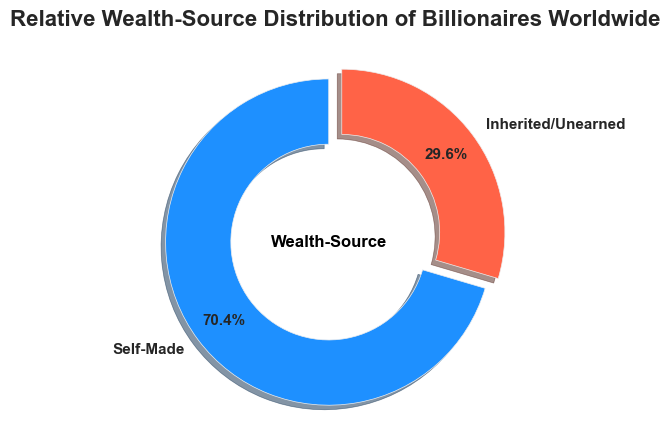 Relative Wealth-Source Distribution of Billionaires Worldwide
Inherited/Unearned
29.6%
Wealth-Source
70.4%
Self-Made